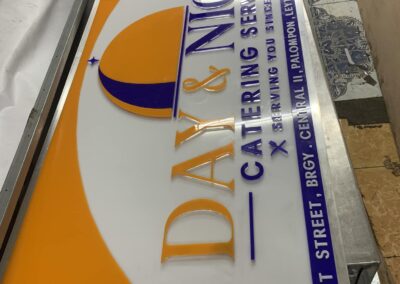 DAY & NIG
CATERING SERV
SERVING YOU SINCE
T STREET, BRGY. CENTRAL II, PALOMPON, LEY